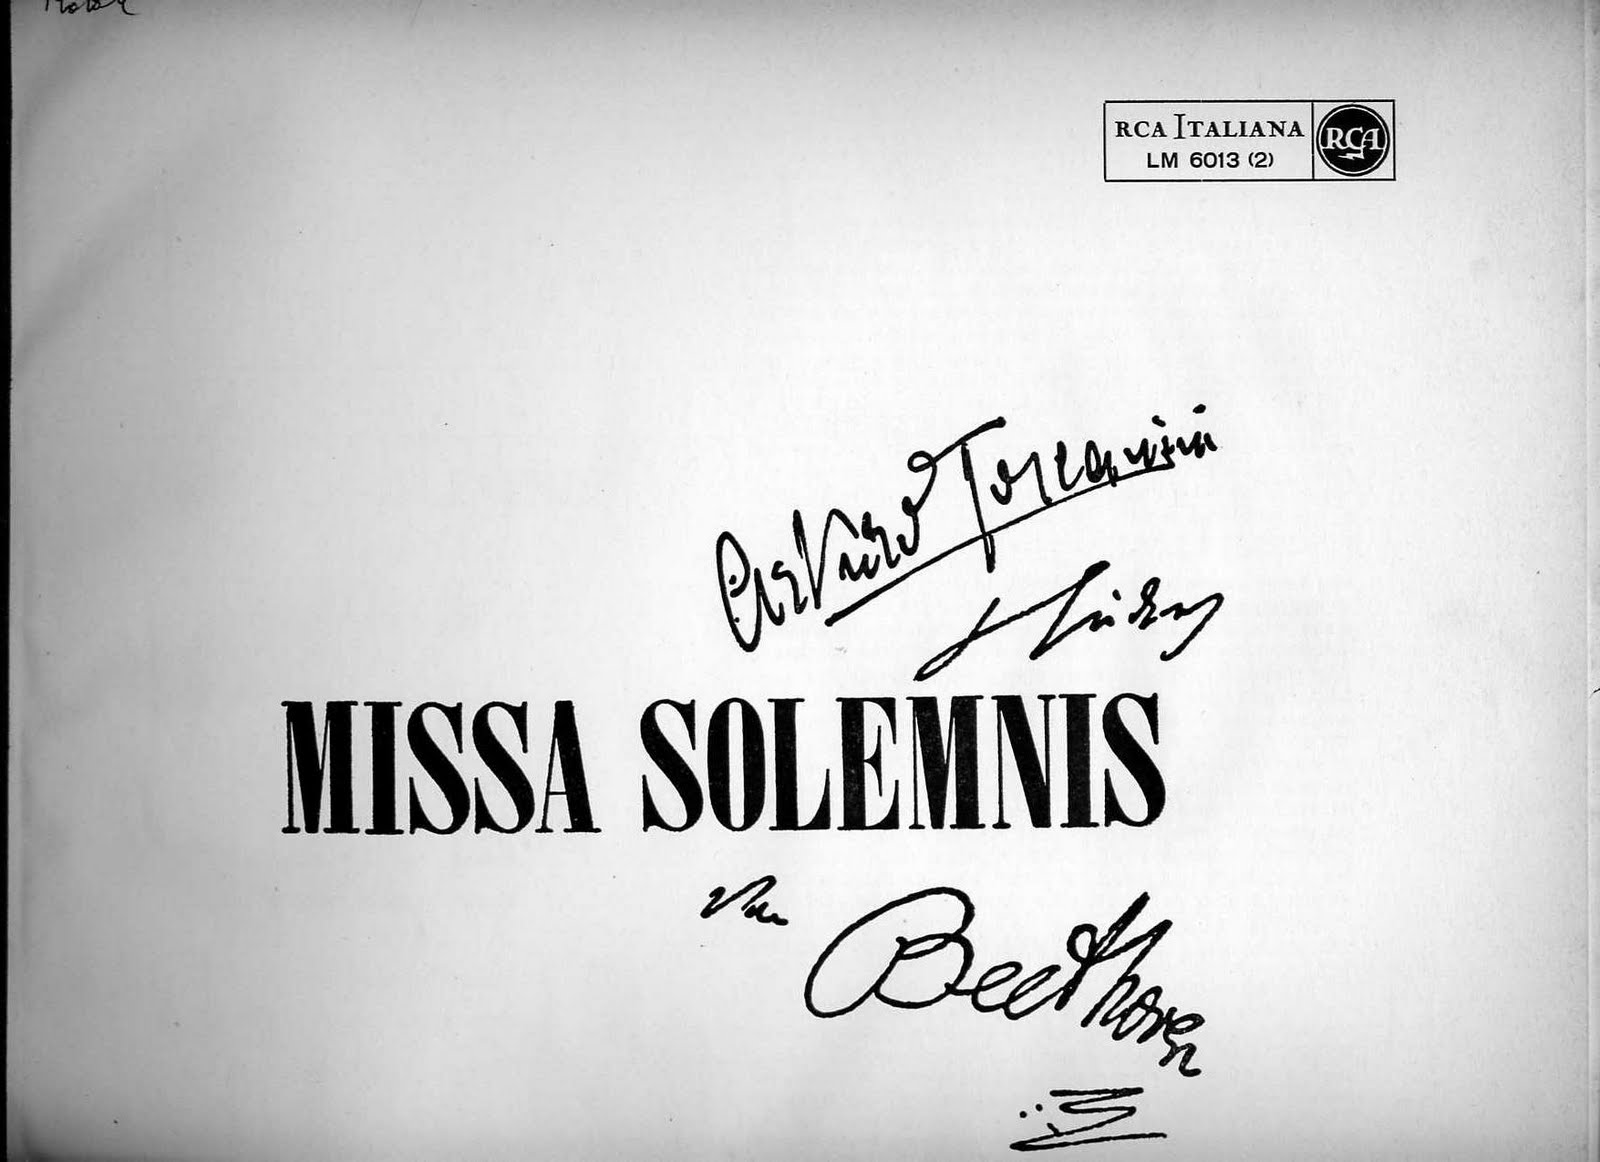 RCA ITALIANA
LM 6013 (2)
RCA
Arturo Toscanini
MISSA SOLEMNIS
van Beethoven